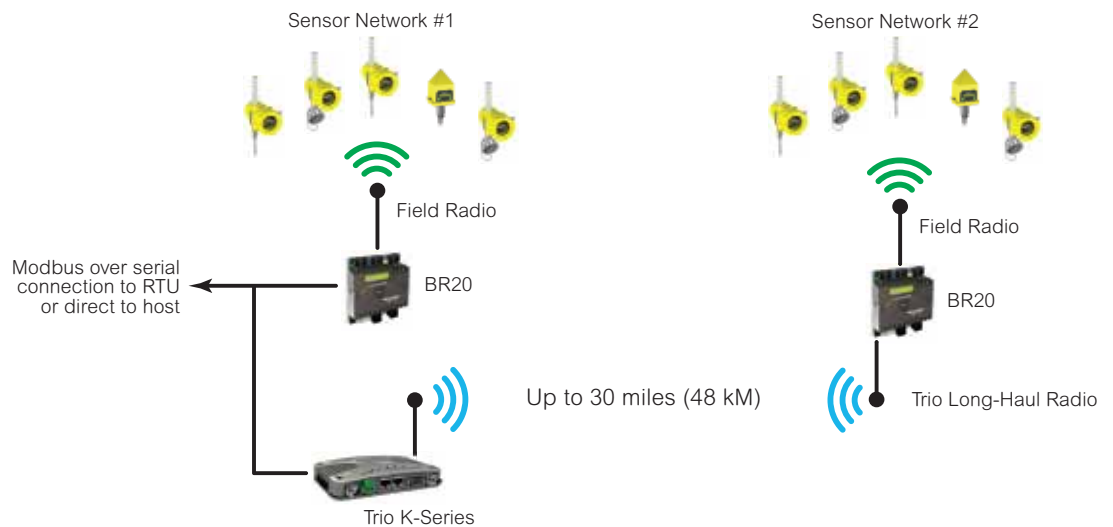 Sensor Network #1
Sensor Network #2
Field Radio
Field Radio
Modbus over serial
connection to RTU
or direct to host
BR20
BR20
Up to 30 miles (48 kM)
Trio Long-Haul Radio
Trio K-Series